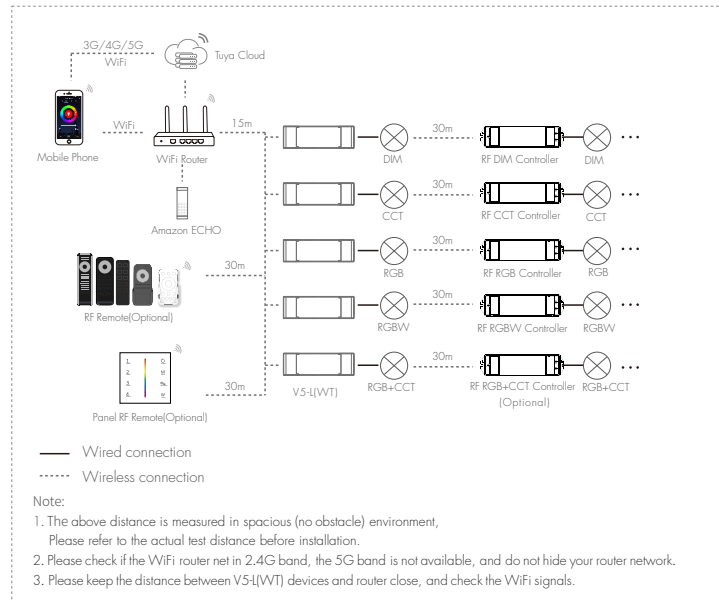 3G/4G/5G
WiFi
Tuya Cloud
WiFi
15m
Mobile Phone
WiFi Router
Amazon ECHO
30m
DIM
RF DIM Controller
DIM
30m
CCT
RF CCT Controller
CCT
30m
RGB
RF RGB Controller
RGB
30m
RF Remote(Optional)
30m
RGBW
RF RGBW Controller
RGBW
1.
2.
3.
4.
30m
Panel RF Remote(Optional)
V5-L(WT)
RGB+CCT
30m
RF RGB+CCT Controller
(Optional)
RGB+CCT
Wired connection
Wireless connection
Note:
1. The above distance is measured in spacious (no obstacle) environment,
Please refer to the actual test distance before installation.
2. Please check if the WiFi router net in 2.4G band, the 5G band is not available, and do not hide your router network.
3. Please keep the distance between V5-L(WT) devices and router close, and check the WiFi signals.